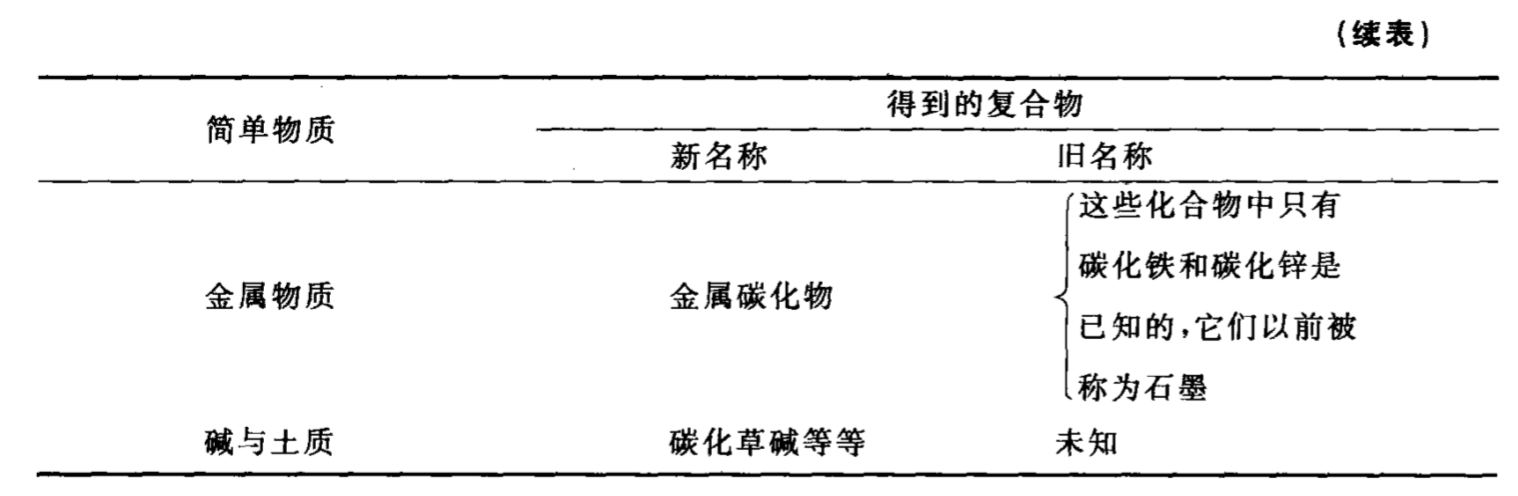 (续表)
简单物质 得到的复合物
新名称 旧名称
金属物质 金属碳化物 这些化合物中只有
碳化铁和碳化锌是
已知的,它们以前被
称为石墨
碱与土质 碳化草碱等等 未知